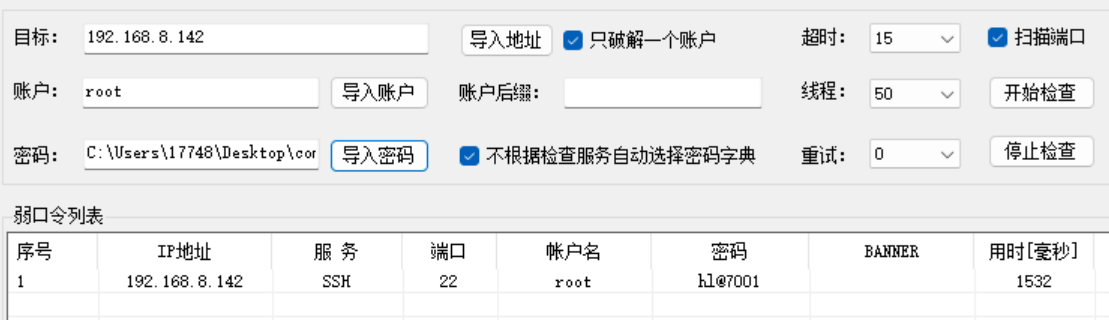 目标: 192.168.8.142 导入地址 只破解一个账户 超时: 15 扫描端口
账户: root 导入账户 账户后缀: 线程: 50 开始检查
密码: C:\Users\17748\Desktop\cor 导入密码 不根据检查服务自动选择密码字典 重试: 0 停止检查
弱口令列表
序号 IP地址 服 务 端口 帐户名 密码 BANNER 用时[毫秒]
1 192.168.8.142 SSH 22 root hl@7001 1532